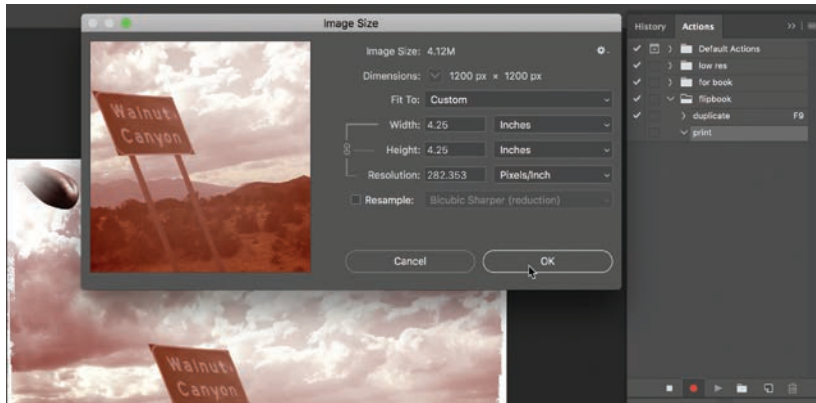 Image Size
Image Size: 4.12M
Dimensions: 1200 px × 1200 px
Fit To: Custom
Width: 4.25 Inches
Height: 4.25 Inches
Resolution: 282.353 Pixels/Inch
Resample: Bicubic Sharper (reduction)
Cancel OK
Walnut
Canyon
Walnut
Canyon
History Actions
Default Actions
low res
for book
flipbook
duplicate F9
print